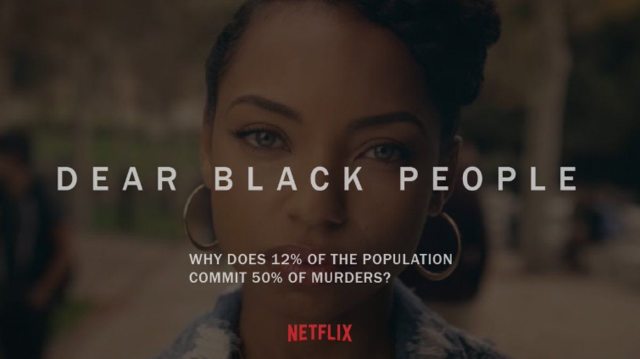 DEAR BLACK PEOPLE
WHY DOES 12% OF THE POPULATION
COMMIT 50% OF MURDERS?
NETFLIX